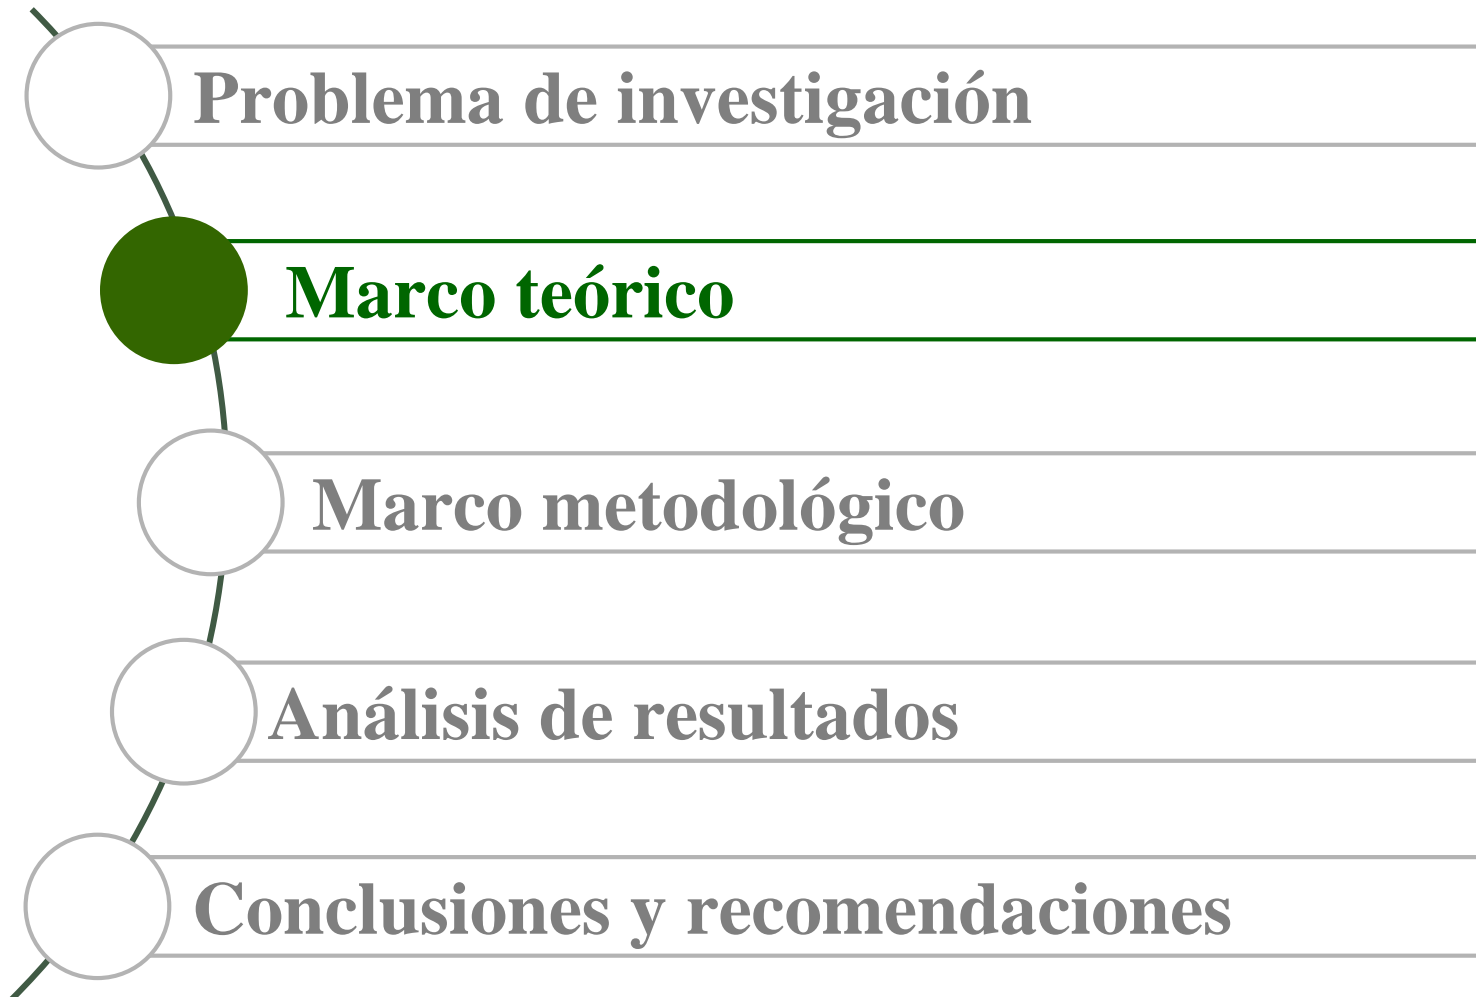 Problema de investigación
Marco teórico
Marco metodológico
Análisis de resultados
Conclusiones y recomendaciones